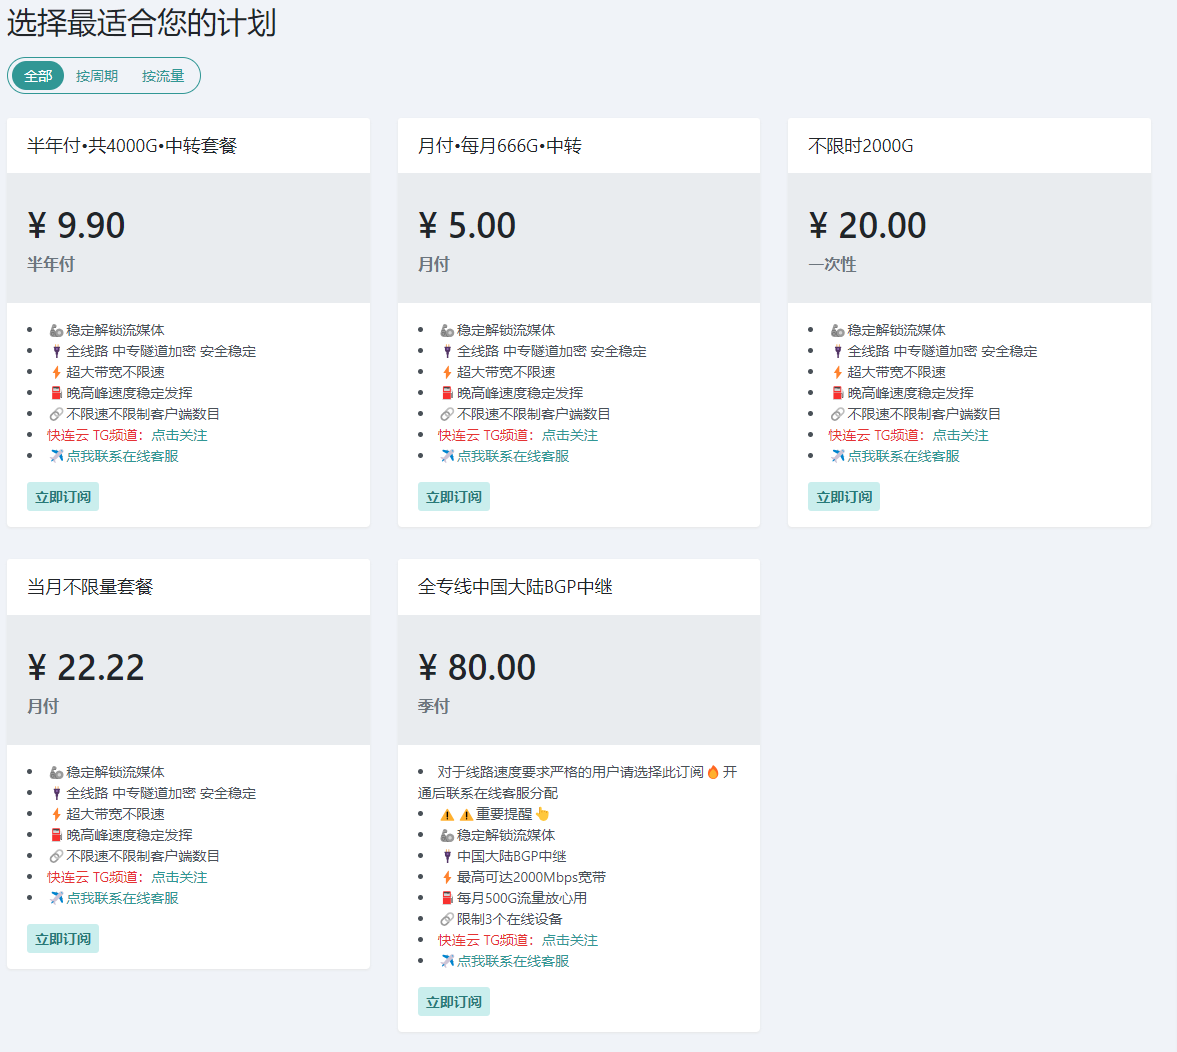 选择最适合您的计划
全部
按周期
按流量
半年付•共4000G•中转套餐
¥ 9.90
半年付
稳定解锁流媒体
全线路 中专隧道加密 安全稳定
超大带宽不限速
晚高峰速度稳定发挥
不限速不限制客户端数目
快连云 TG频道：点击关注
点我联系在线客服
立即订阅
月付•每月666G•中转
¥ 5.00
月付
稳定解锁流媒体
全线路 中专隧道加密 安全稳定
超大带宽不限速
晚高峰速度稳定发挥
不限速不限制客户端数目
快连云 TG频道：点击关注
点我联系在线客服
立即订阅
不限时2000G
¥ 20.00
一次性
稳定解锁流媒体
全线路 中专隧道加密 安全稳定
超大带宽不限速
晚高峰速度稳定发挥
不限速不限制客户端数目
快连云 TG频道：点击关注
点我联系在线客服
立即订阅
当月不限量套餐
¥ 22.22
月付
稳定解锁流媒体
全线路 中专隧道加密 安全稳定
超大带宽不限速
晚高峰速度稳定发挥
不限速不限制客户端数目
快连云 TG频道：点击关注
点我联系在线客服
立即订阅
全专线中国大陆BGP中继
¥ 80.00
季付
对于线路速度要求严格的用户请选择此订阅🔥开
通后联系在线客服分配
⚠️⚠️重要提醒👆
稳定解锁流媒体
中国大陆BGP中继
最高可达2000Mbps宽带
每月500G流量放心用
限制3个在线设备
快连云 TG频道：点击关注
点我联系在线客服
立即订阅